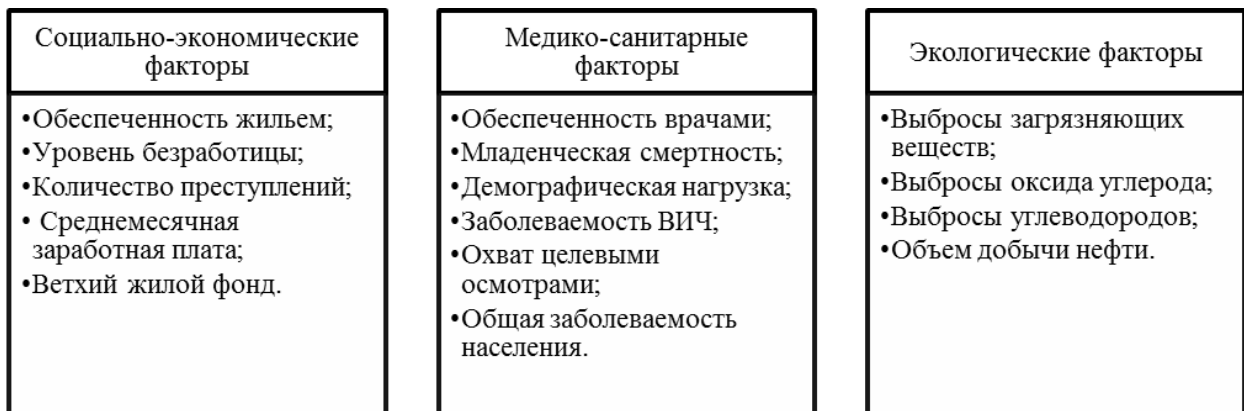 Социально-экономические
факторы
•Обеспеченность жильем;
•Уровень безработицы;
•Количество преступлений;
• Среднемесячная
заработная плата;
•Ветхий жилой фонд.
Медико-санитарные
факторы
•Обеспеченность врачами;
•Младенческая смертность;
•Демографическая нагрузка;
•Заболеваемость ВИЧ;
•Охват целевыми
осмотрами;
•Общая заболеваемость
населения.
Экологические факторы
•Выбросы загрязняющих
веществ;
•Выбросы оксида углерода;
•Выбросы углеводородов;
•Объем добычи нефти.